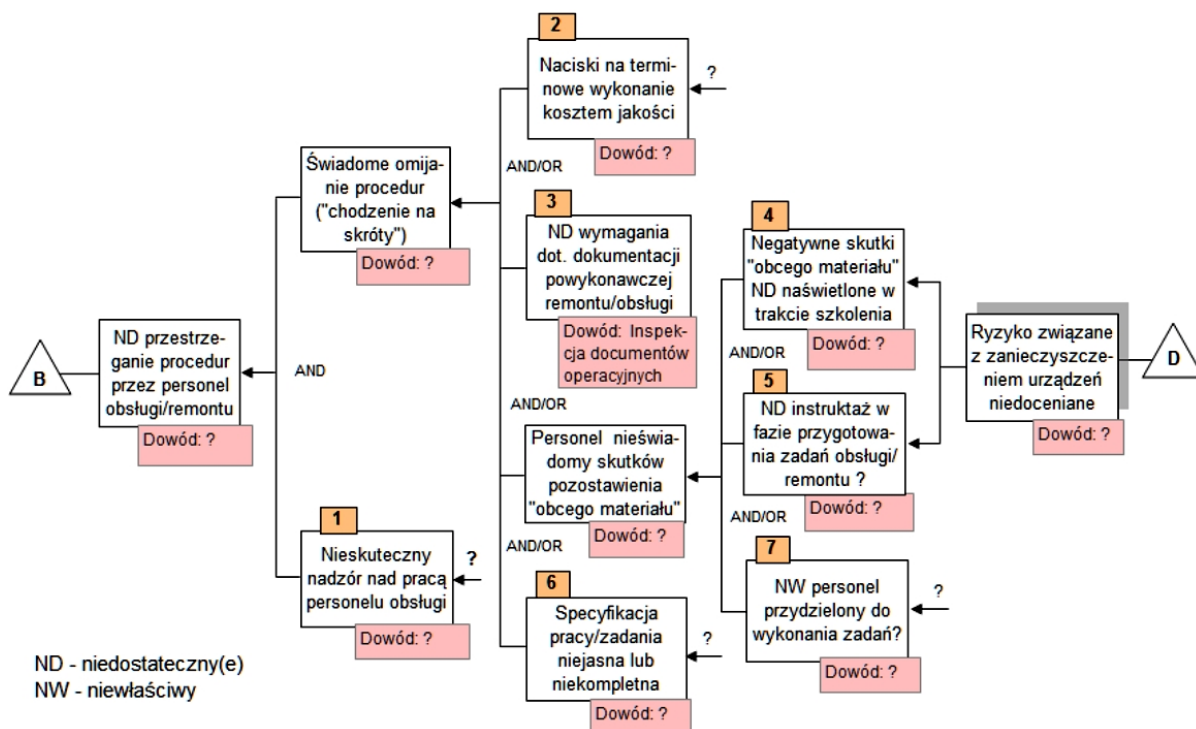 2
Naciski na termi-
nowe wykonanie
kosztem jakości
?
Dowód: ?
AND/OR
Świadome omija-
nie procedur
("chodzenie na
skróty")
Dowód: ?
3
ND wymagania
dot. dokumentacji
powykonawczej
remontu/obsługi
Dowód: Inspek-
cja documentów
operacyjnych
4
Negatywne skutki
"obcego materiału"
ND naświetlone w
trakcie szkolenia
Dowód: ?
AND/OR
B
ND przestrze-
ganie procedur
przez personel
obsługi/remontu
Dowód: ?
AND
Ryzyko związane
z zanieczyszcze-
niem urządzeń
niedoceniane
Dowód: ?
D
5
ND instruktaż w
fazie przygotowa-
nia zadań obsługi/
remontu ?
Dowód: ?
AND/OR
AND/OR
Personel nieświa-
domy skutków
pozostawienia
"obcego materiału"
Dowód: ?
AND/OR
1
Nieskuteczny
nadzór nad pracą
personelu obsługi
?
Dowód: ?
6
Specyfikacja
pracy/zadania
niejasna lub
niekompletna
?
Dowód: ?
7
NW personel
przydzielony do
wykonania zadań?
?
Dowód: ?
ND - niedostateczny(e)
NW - niewłaściwy